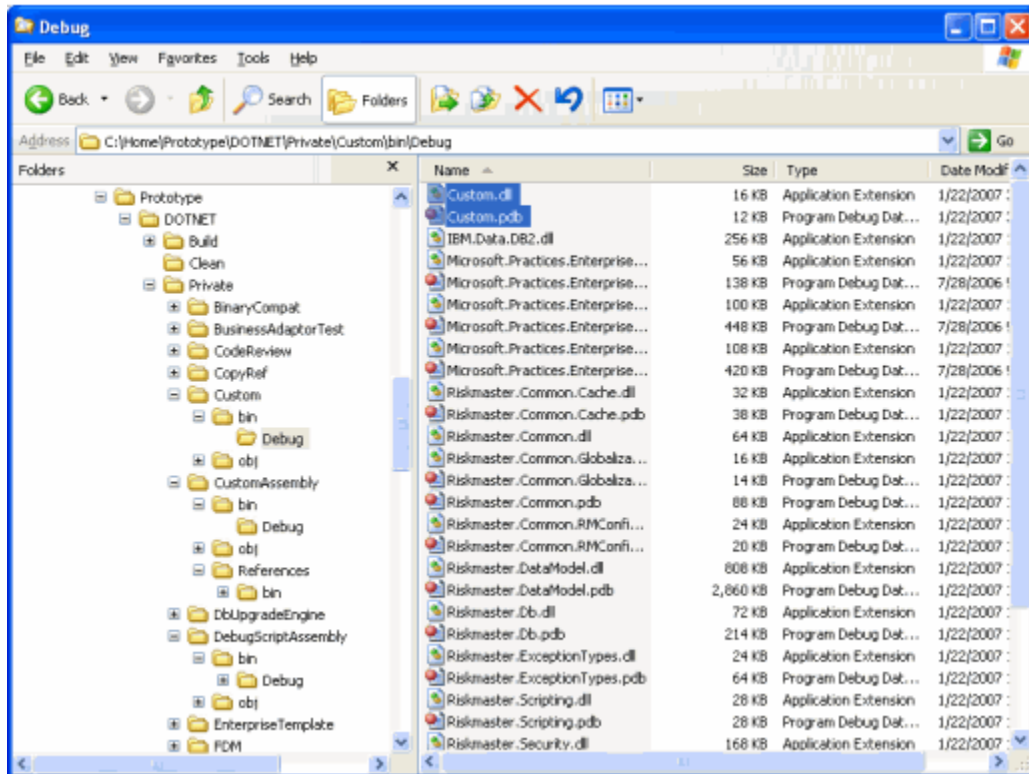 Debug
File Edit View Favorites Tools Help
Back Search Folders
Address C:\Home\Prototype\DOTNET\Private\Custom\bin\Debug Go
Folders
Prototype
DOTNET
Build
Clean
Private
BinaryCompat
BusinessAdaptorTest
CodeReview
CopyRef
Custom
bin
Debug
obj
CustomAssembly
bin
Debug
obj
References
bin
DbUpgradeEngine
DebugScriptAssembly
bin
Debug
obj
EnterpriseTemplate
FDM
Name Size Type Date Modif
Custom.dll 16 KB Application Extension 1/22/2007
Custom.pdb 12 KB Program Debug Dat... 1/22/2007
IBM.Data.DB2.dll 256 KB Application Extension 1/22/2007
Microsoft.Practices.Enterprise... 56 KB Application Extension 1/22/2007
Microsoft.Practices.Enterprise... 138 KB Program Debug Dat... 7/28/2006
Microsoft.Practices.Enterprise... 100 KB Application Extension 1/22/2007
Microsoft.Practices.Enterprise... 448 KB Program Debug Dat... 7/28/2006
Microsoft.Practices.Enterprise... 108 KB Application Extension 1/22/2007
Microsoft.Practices.Enterprise... 420 KB Program Debug Dat... 7/28/2006
Riskmaster.Common.Cache.dll 32 KB Application Extension 1/22/2007
Riskmaster.Common.Cache.pdb 38 KB Program Debug Dat... 1/22/2007
Riskmaster.Common.dll 64 KB Application Extension 1/22/2007
Riskmaster.Common.Globaliza... 16 KB Application Extension 1/22/2007
Riskmaster.Common.Globaliza... 14 KB Program Debug Dat... 1/22/2007
Riskmaster.Common.pdb 88 KB Program Debug Dat... 1/22/2007
Riskmaster.Common.RMConfi... 24 KB Application Extension 1/22/2007
Riskmaster.Common.RMConfi... 20 KB Program Debug Dat... 1/22/2007
Riskmaster.DataModel.dll 808 KB Application Extension 1/22/2007
Riskmaster.DataModel.pdb 2,860 KB Program Debug Dat... 1/22/2007
Riskmaster.Db.dll 72 KB Application Extension 1/22/2007
Riskmaster.Db.pdb 214 KB Program Debug Dat... 1/22/2007
Riskmaster.ExceptionTypes.dll 24 KB Application Extension 1/22/2007
Riskmaster.ExceptionTypes.pdb 64 KB Program Debug Dat... 1/22/2007
Riskmaster.Scripting.dll 28 KB Application Extension 1/22/2007
Riskmaster.Scripting.pdb 28 KB Program Debug Dat... 1/22/2007
Riskmaster.Security.dll 168 KB Application Extension 1/22/2007